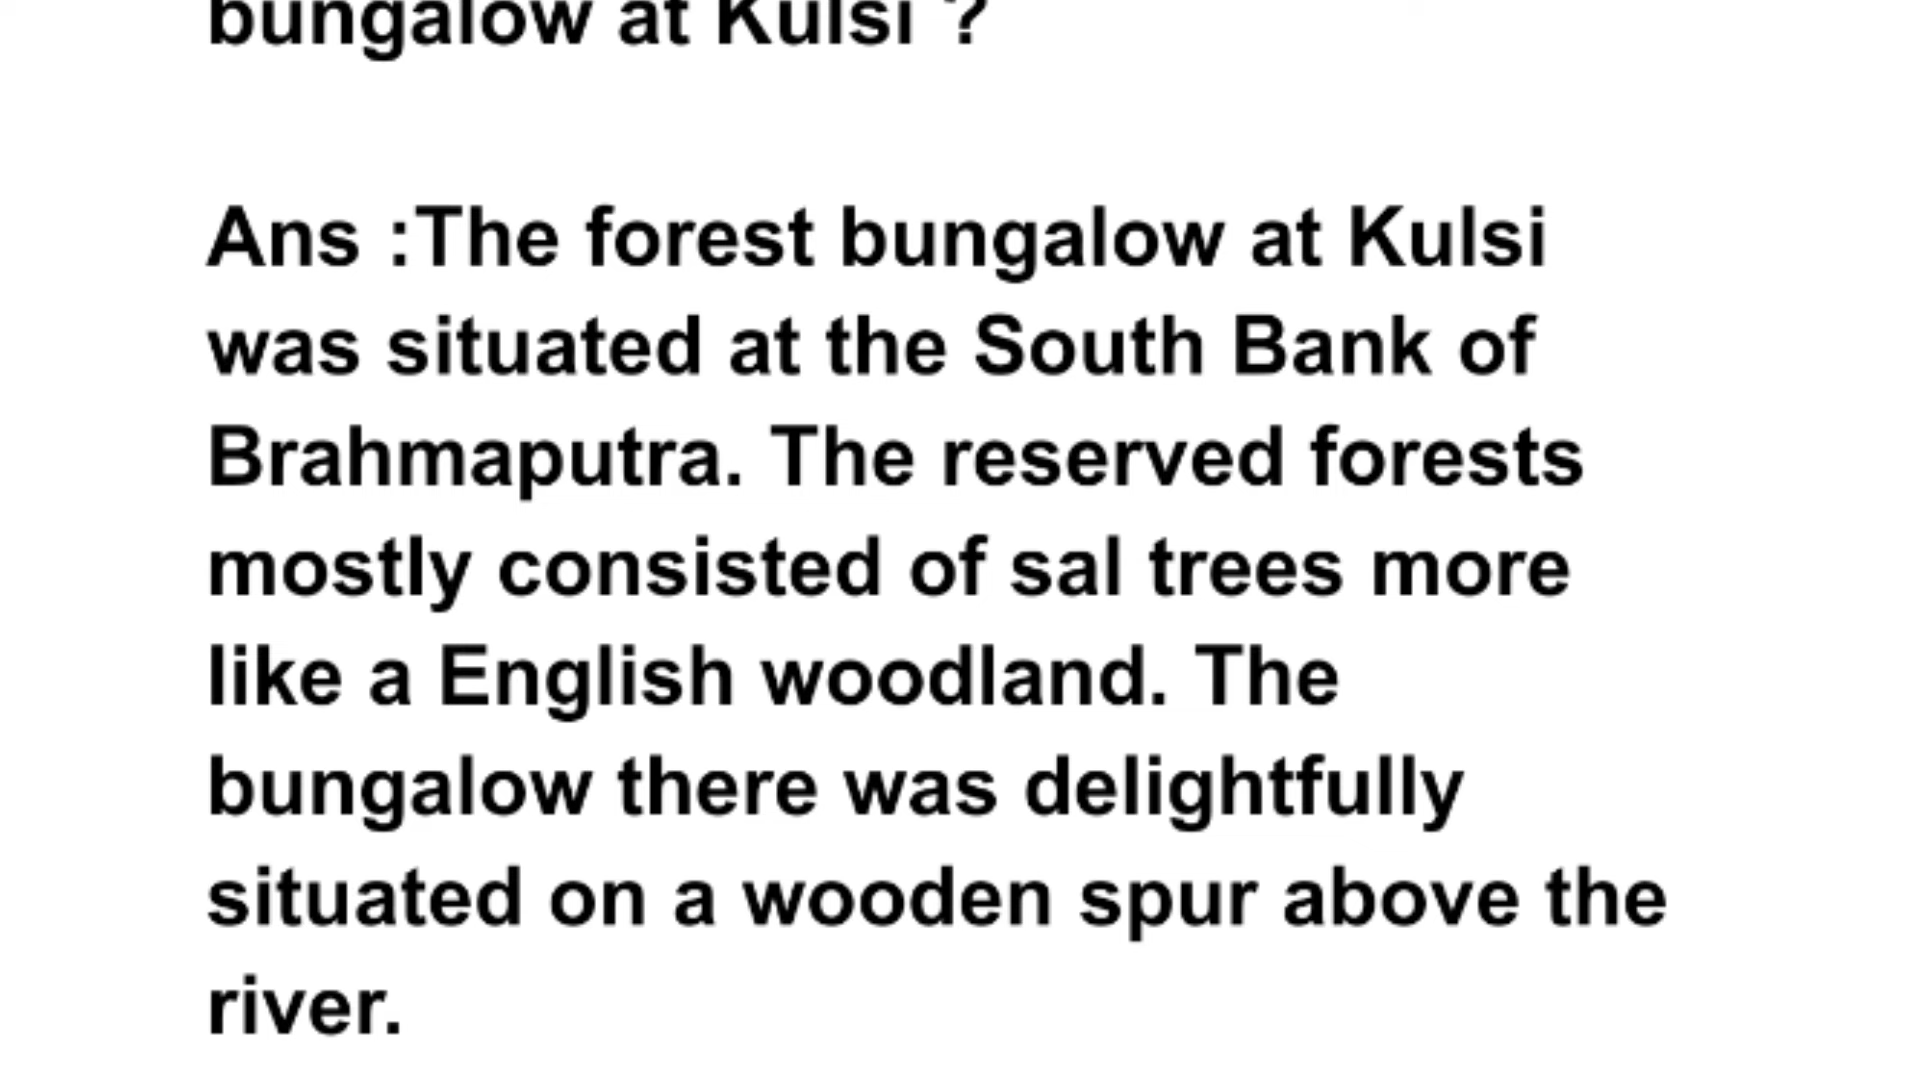 bungalow at Kulsi ?
Ans :The forest bungalow at Kulsi
was situated at the South Bank of
Brahmaputra. The reserved forests
mostly consisted of sal trees more
like a English woodland. The
bungalow there was delightfully
situated on a wooden spur above the
river.